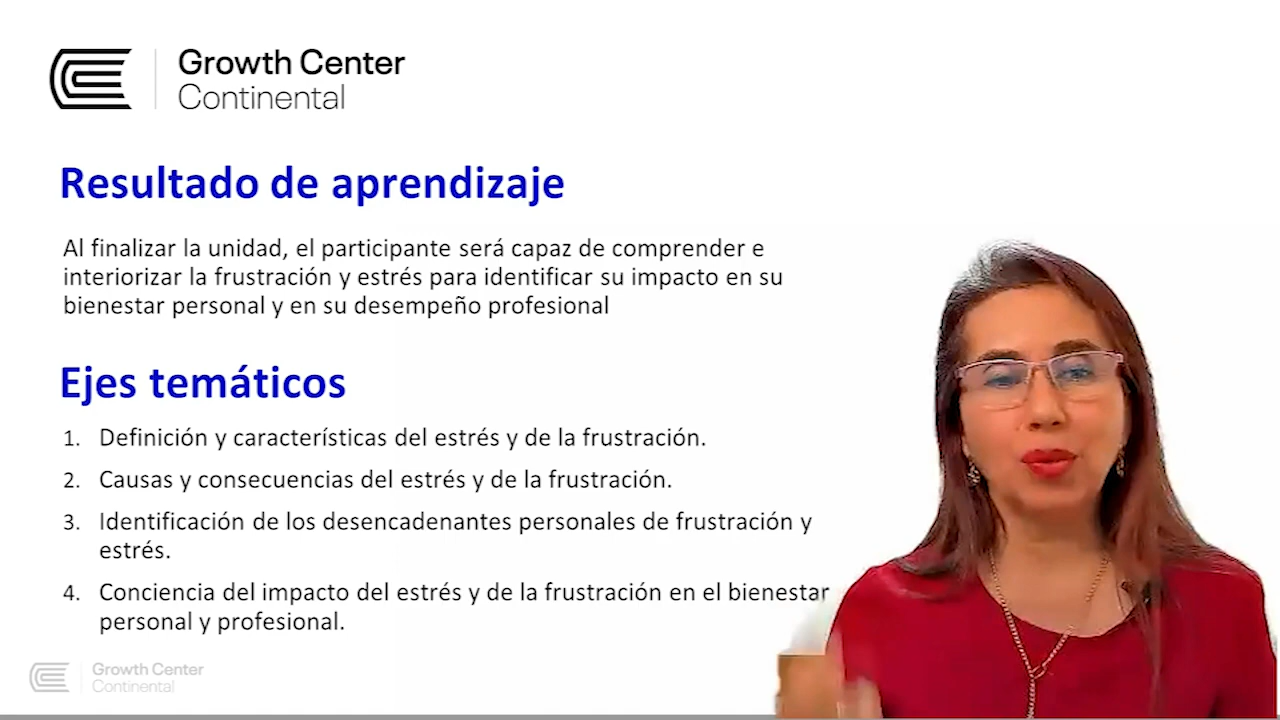 Growth Center
Continental
Resultado de aprendizaje
Al finalizar la unidad, el participante será capaz de comprender e
interiorizar la frustración y estrés para identificar su impacto en su
bienestar personal y en su desempeño profesional
Ejes temáticos
1. Definición y características del estrés y de la frustración.
2. Causas y consecuencias del estrés y de la frustración.
3. Identificación de los desencadenantes personales de frustración y
estrés.
4. Conciencia del impacto del estrés y de la frustración en el bienestar
personal y profesional.
Growth Center
Continental